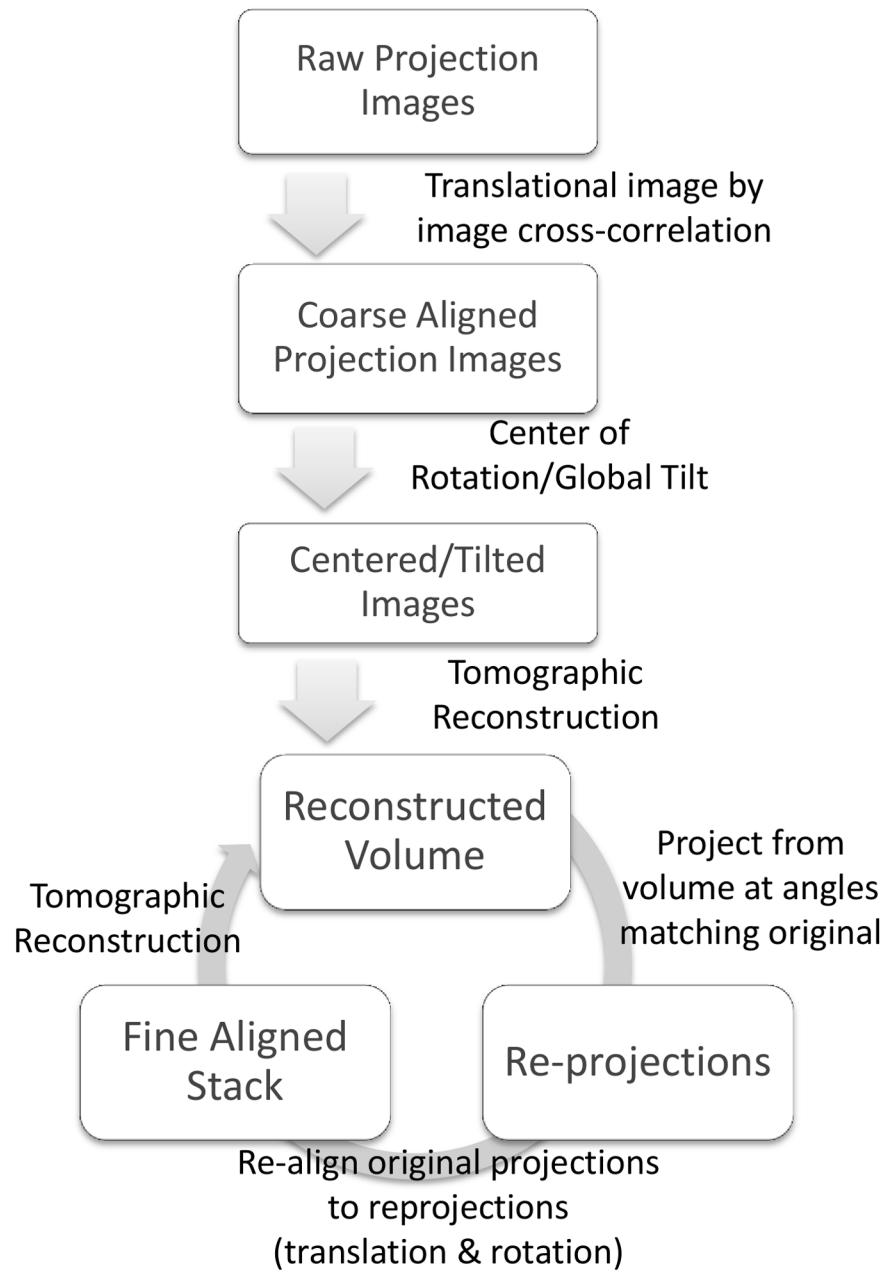 Raw Projection
Images
Translational image by
image cross-correlation
Coarse Aligned
Projection Images
Center of
Rotation/Global Tilt
Centered/Tilted
Images
Tomographic
Reconstruction
Reconstructed
Volume
Project from
volume at angles
matching original
Tomographic
Reconstruction
Fine Aligned
Stack
Re-projections
Re-align original projections
to reprojections
(translation & rotation)